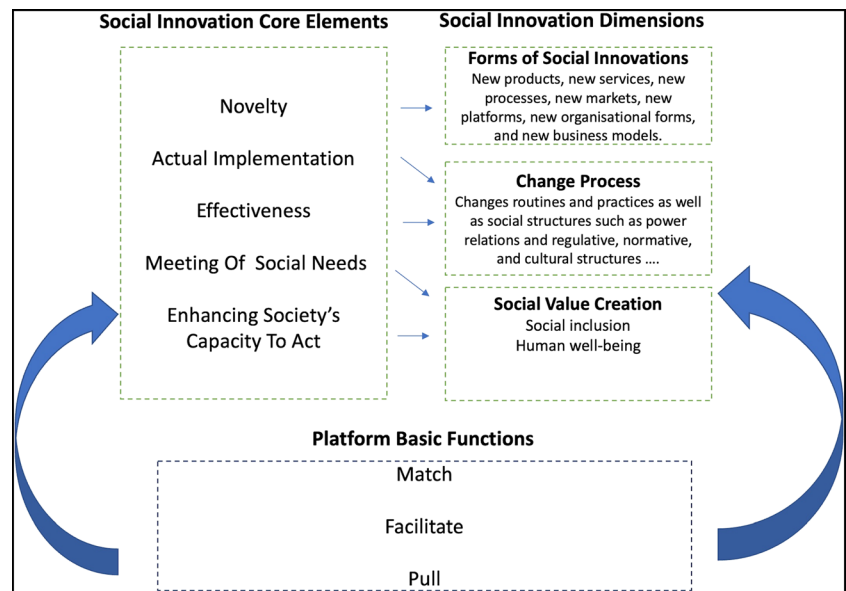 Social Innovation Core Elements
Novelty
Actual Implementation
Effectiveness
Meeting Of Social Needs
Enhancing Society's
Capacity To Act
Social Innovation Dimensions
Forms of Social Innovations
New products, new services, new
processes, new markets, new
platforms, new organisational forms,
and new business models.
Change Process
Changes routines and practices as well
as social structures such as power
relations and regulative, normative,
and cultural structures ....
Social Value Creation
Social inclusion
Human well-being
Platform Basic Functions
Match
Facilitate
Pull